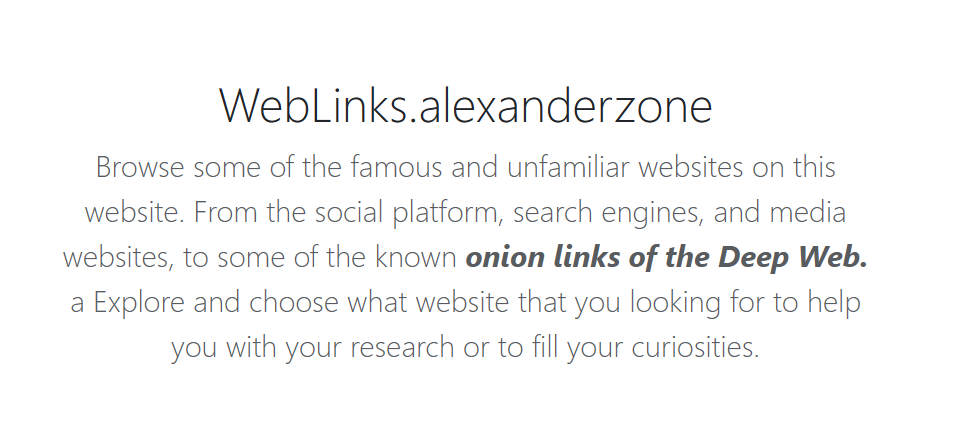 WebLinks.alexanderzone
Browse some of the famous and unfamiliar websites on this
website. From the social platform, search engines, and media
websites, to some of the known onion links of the Deep Web.
a Explore and choose what website that you looking for to help
you with your research or to fill your curiosities.